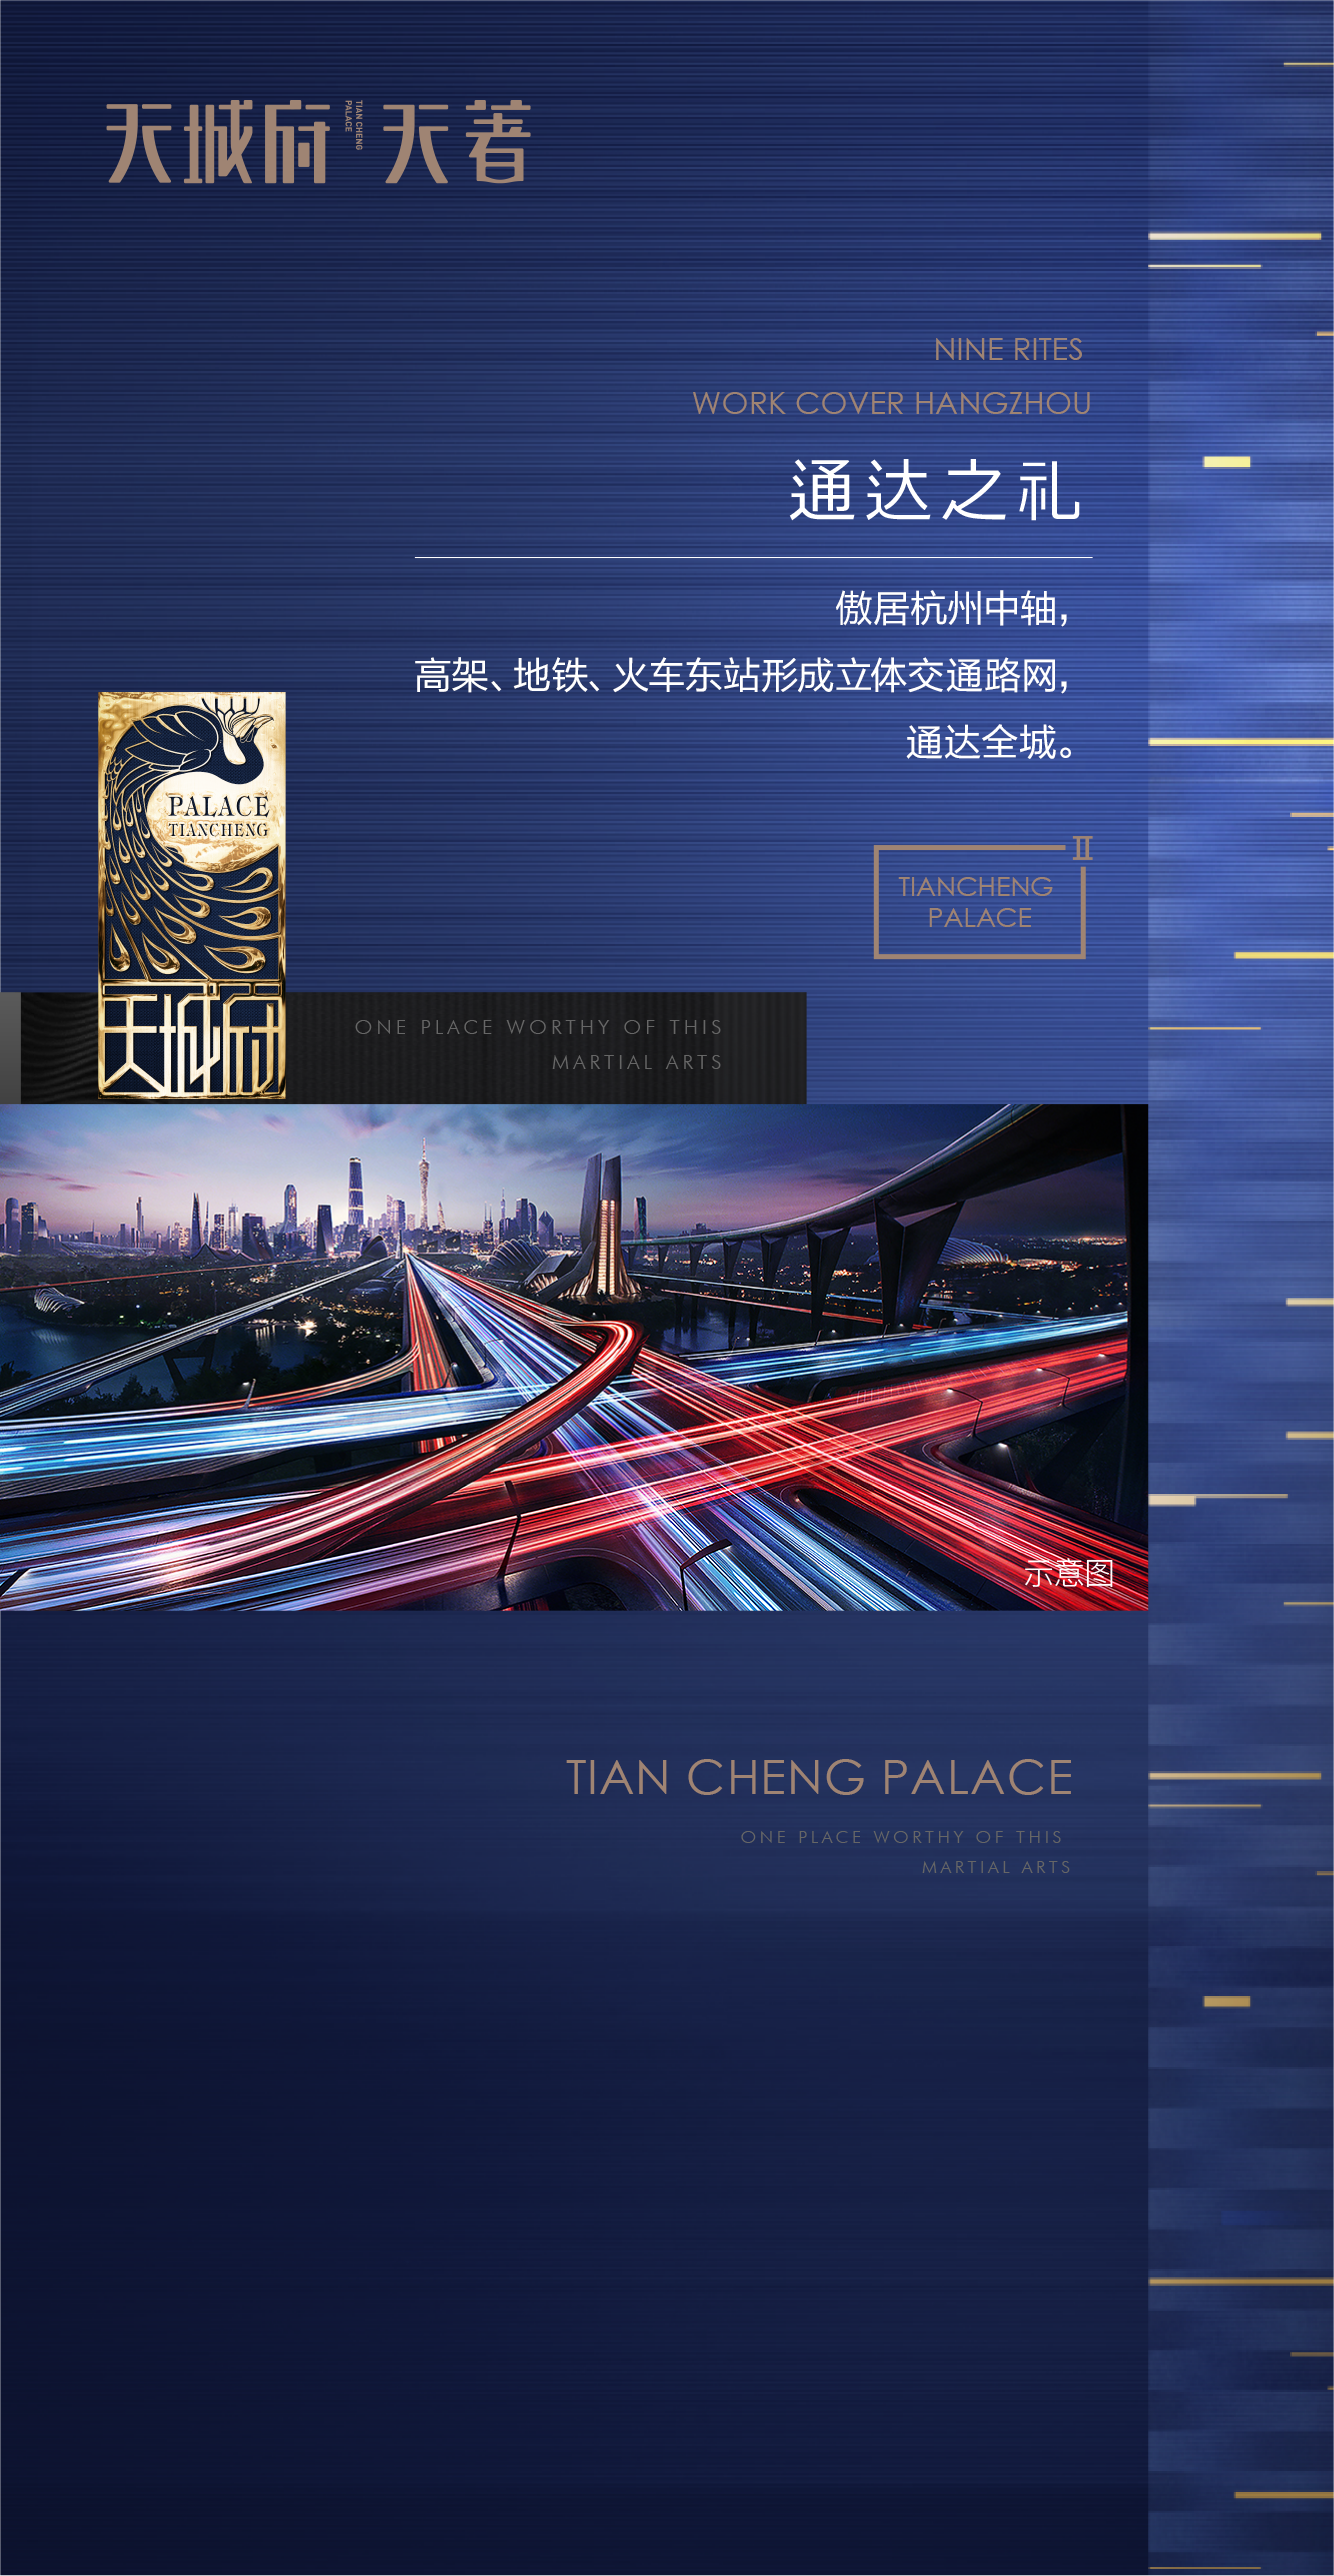 天城府 TIAN CHENG PALACE 天著
NINE RITES
WORK COVER HANGZHOU
通达之礼
傲居杭州中轴，
高架、地铁、火车东站形成立体交通路网，
通达全城。
PALACE
TIANCHENG
天城府
II
TIANCHENG
PALACE
ONE PLACE WORTHY OF THIS
MARTIAL ARTS
示意图
TIAN CHENG PALACE
ONE PLACE WORTHY OF THIS
MARTIAL ARTS